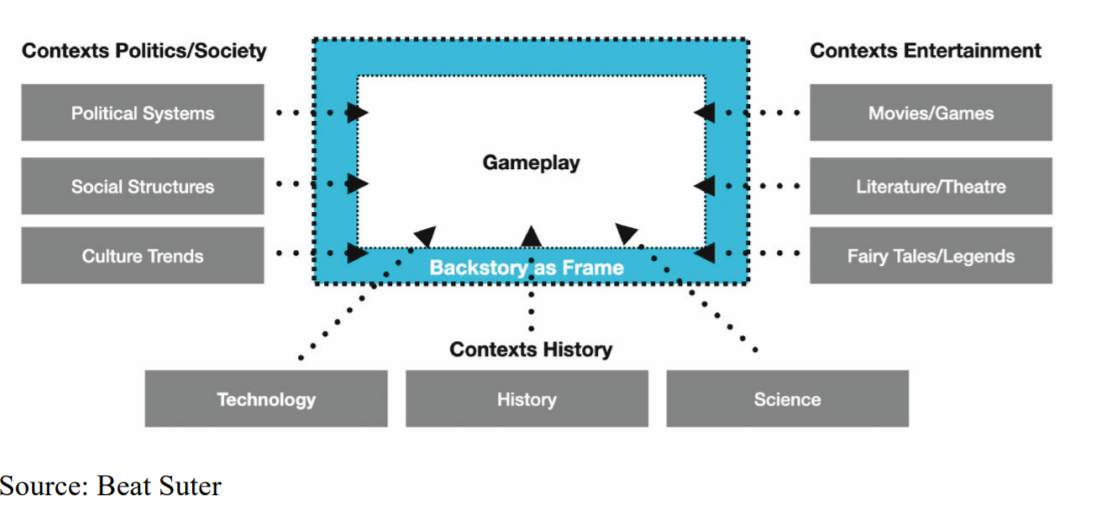 Contexts Politics/Society
Political Systems
Social Structures
Culture Trends
Gameplay
Backstory as Frame
Contexts Entertainment
Movies/Games
Literature/Theatre
Fairy Tales/Legends
Contexts History
Technology
History
Science
Source: Beat Suter